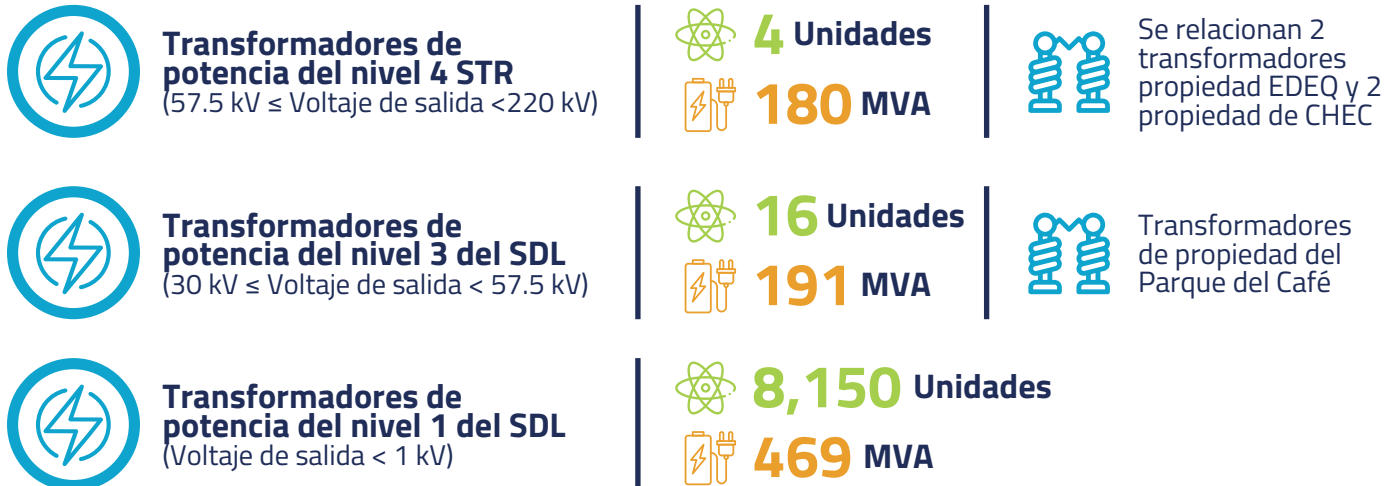 Transformadores de
potencia del nivel 4 STR
(57.5 kV ≤ Voltaje de salida <220 kV)
4 Unidades
180 MVA
Se relacionan 2
transformadores
propiedad EDEQ y 2
propiedad de CHEC
Transformadores de
potencia del nivel 3 del SDL
(30 kV ≤ Voltaje de salida < 57.5 kV)
16 Unidades
191 MVA
Transformadores
de propiedad del
Parque del Café
Transformadores de
potencia del nivel 1 del SDL
(Voltaje de salida < 1 kV)
8,150 Unidades
469 MVA